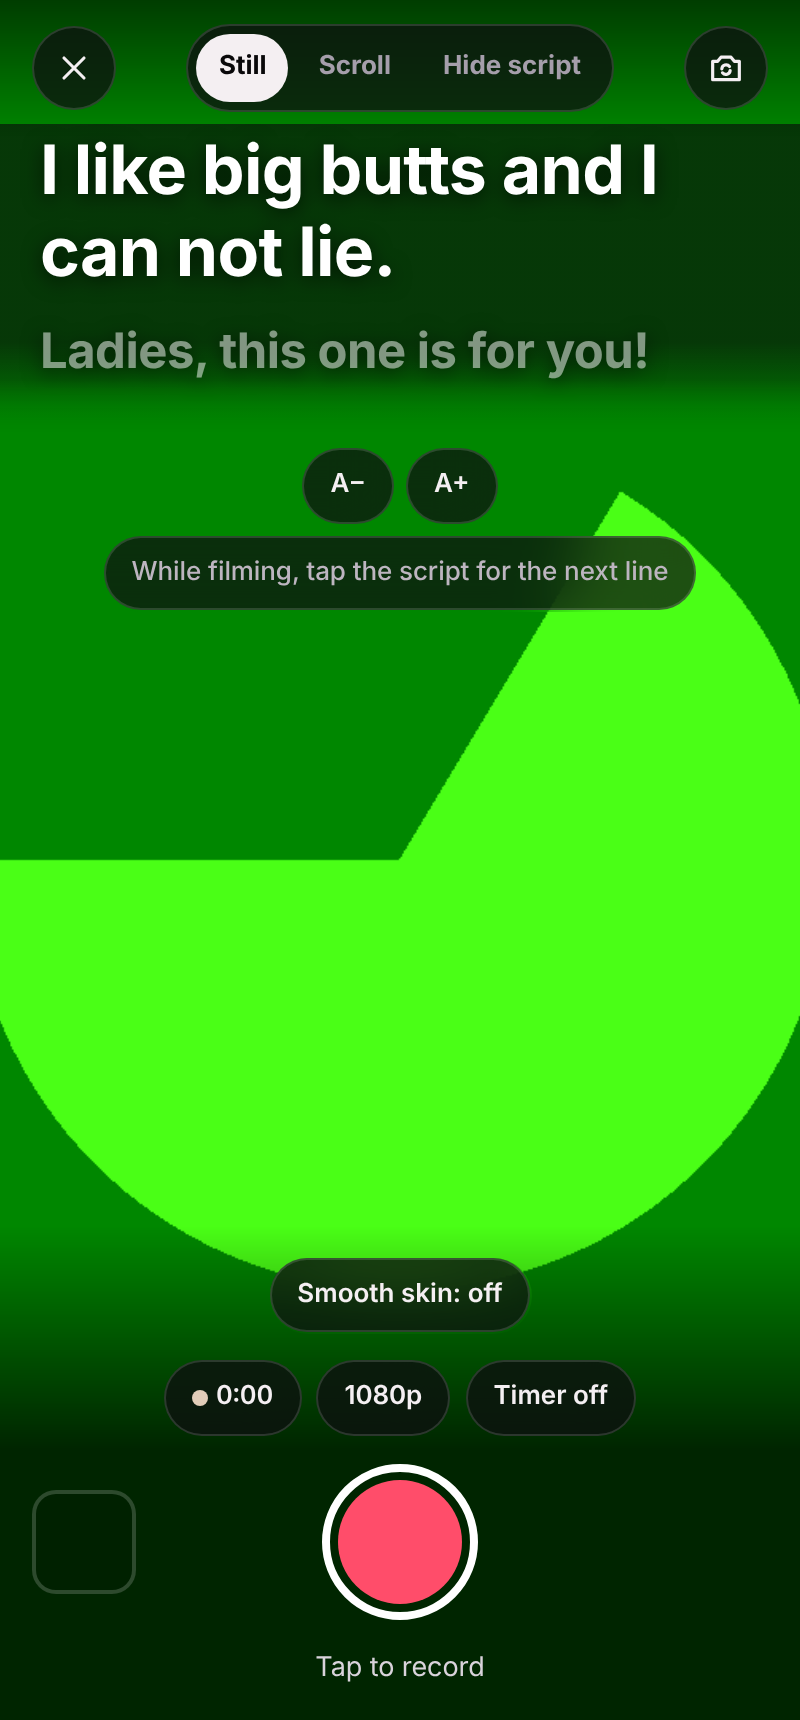 Still Scroll Hide script
I like big butts and I
can not lie.
Ladies, this one is for you!
A− A+
While filming, tap the script for the next line
Smooth skin: off
0:00 1080p Timer off
Tap to record